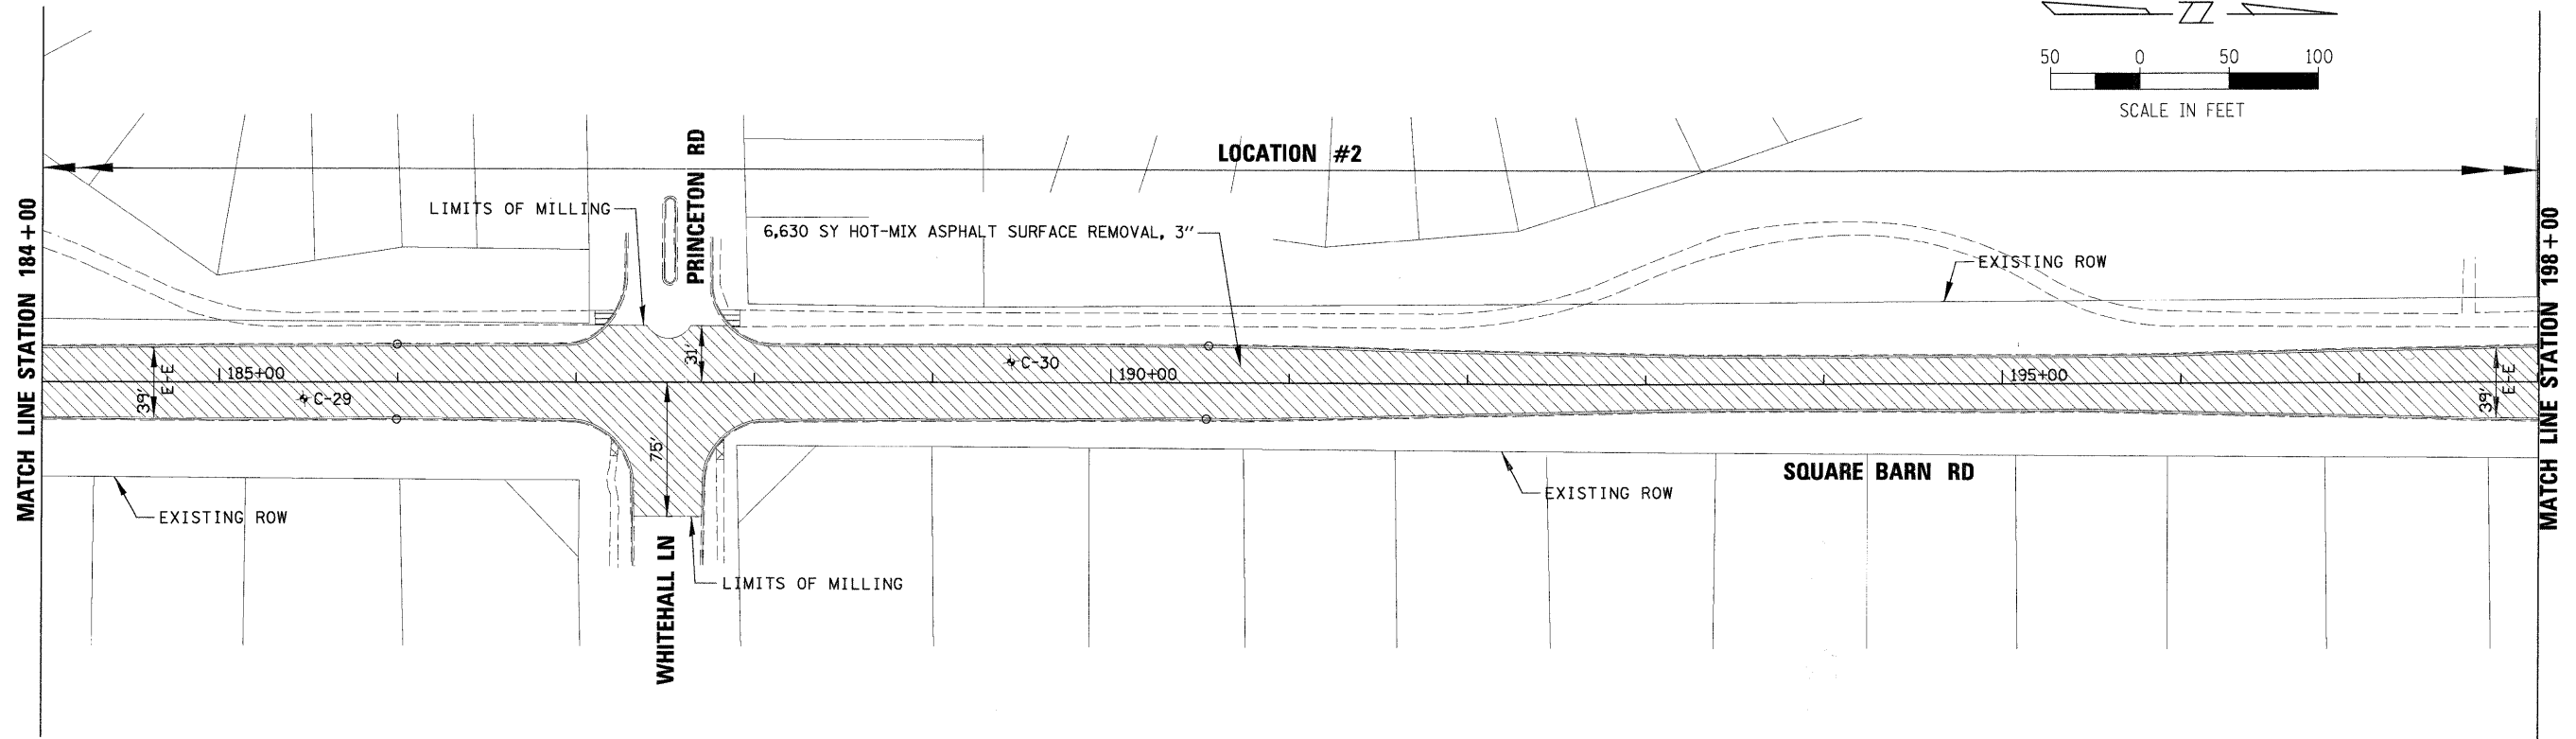 Z
50 0 50 100
SCALE IN FEET
LOCATION #2
PRINCETON RD
LIMITS OF MILLING
6,630 SY HOT-MIX ASPHALT SURFACE REMOVAL, 3"
EXISTING ROW
MATCH LINE STATION 184+00
MATCH LINE STATION 198+00
39'
E-E
185+00
C-29
31'
75'
C-30
190+00
195+00
39'
E-E
SQUARE BARN RD
EXISTING ROW
EXISTING ROW
WHITEHALL LN
LIMITS OF MILLING